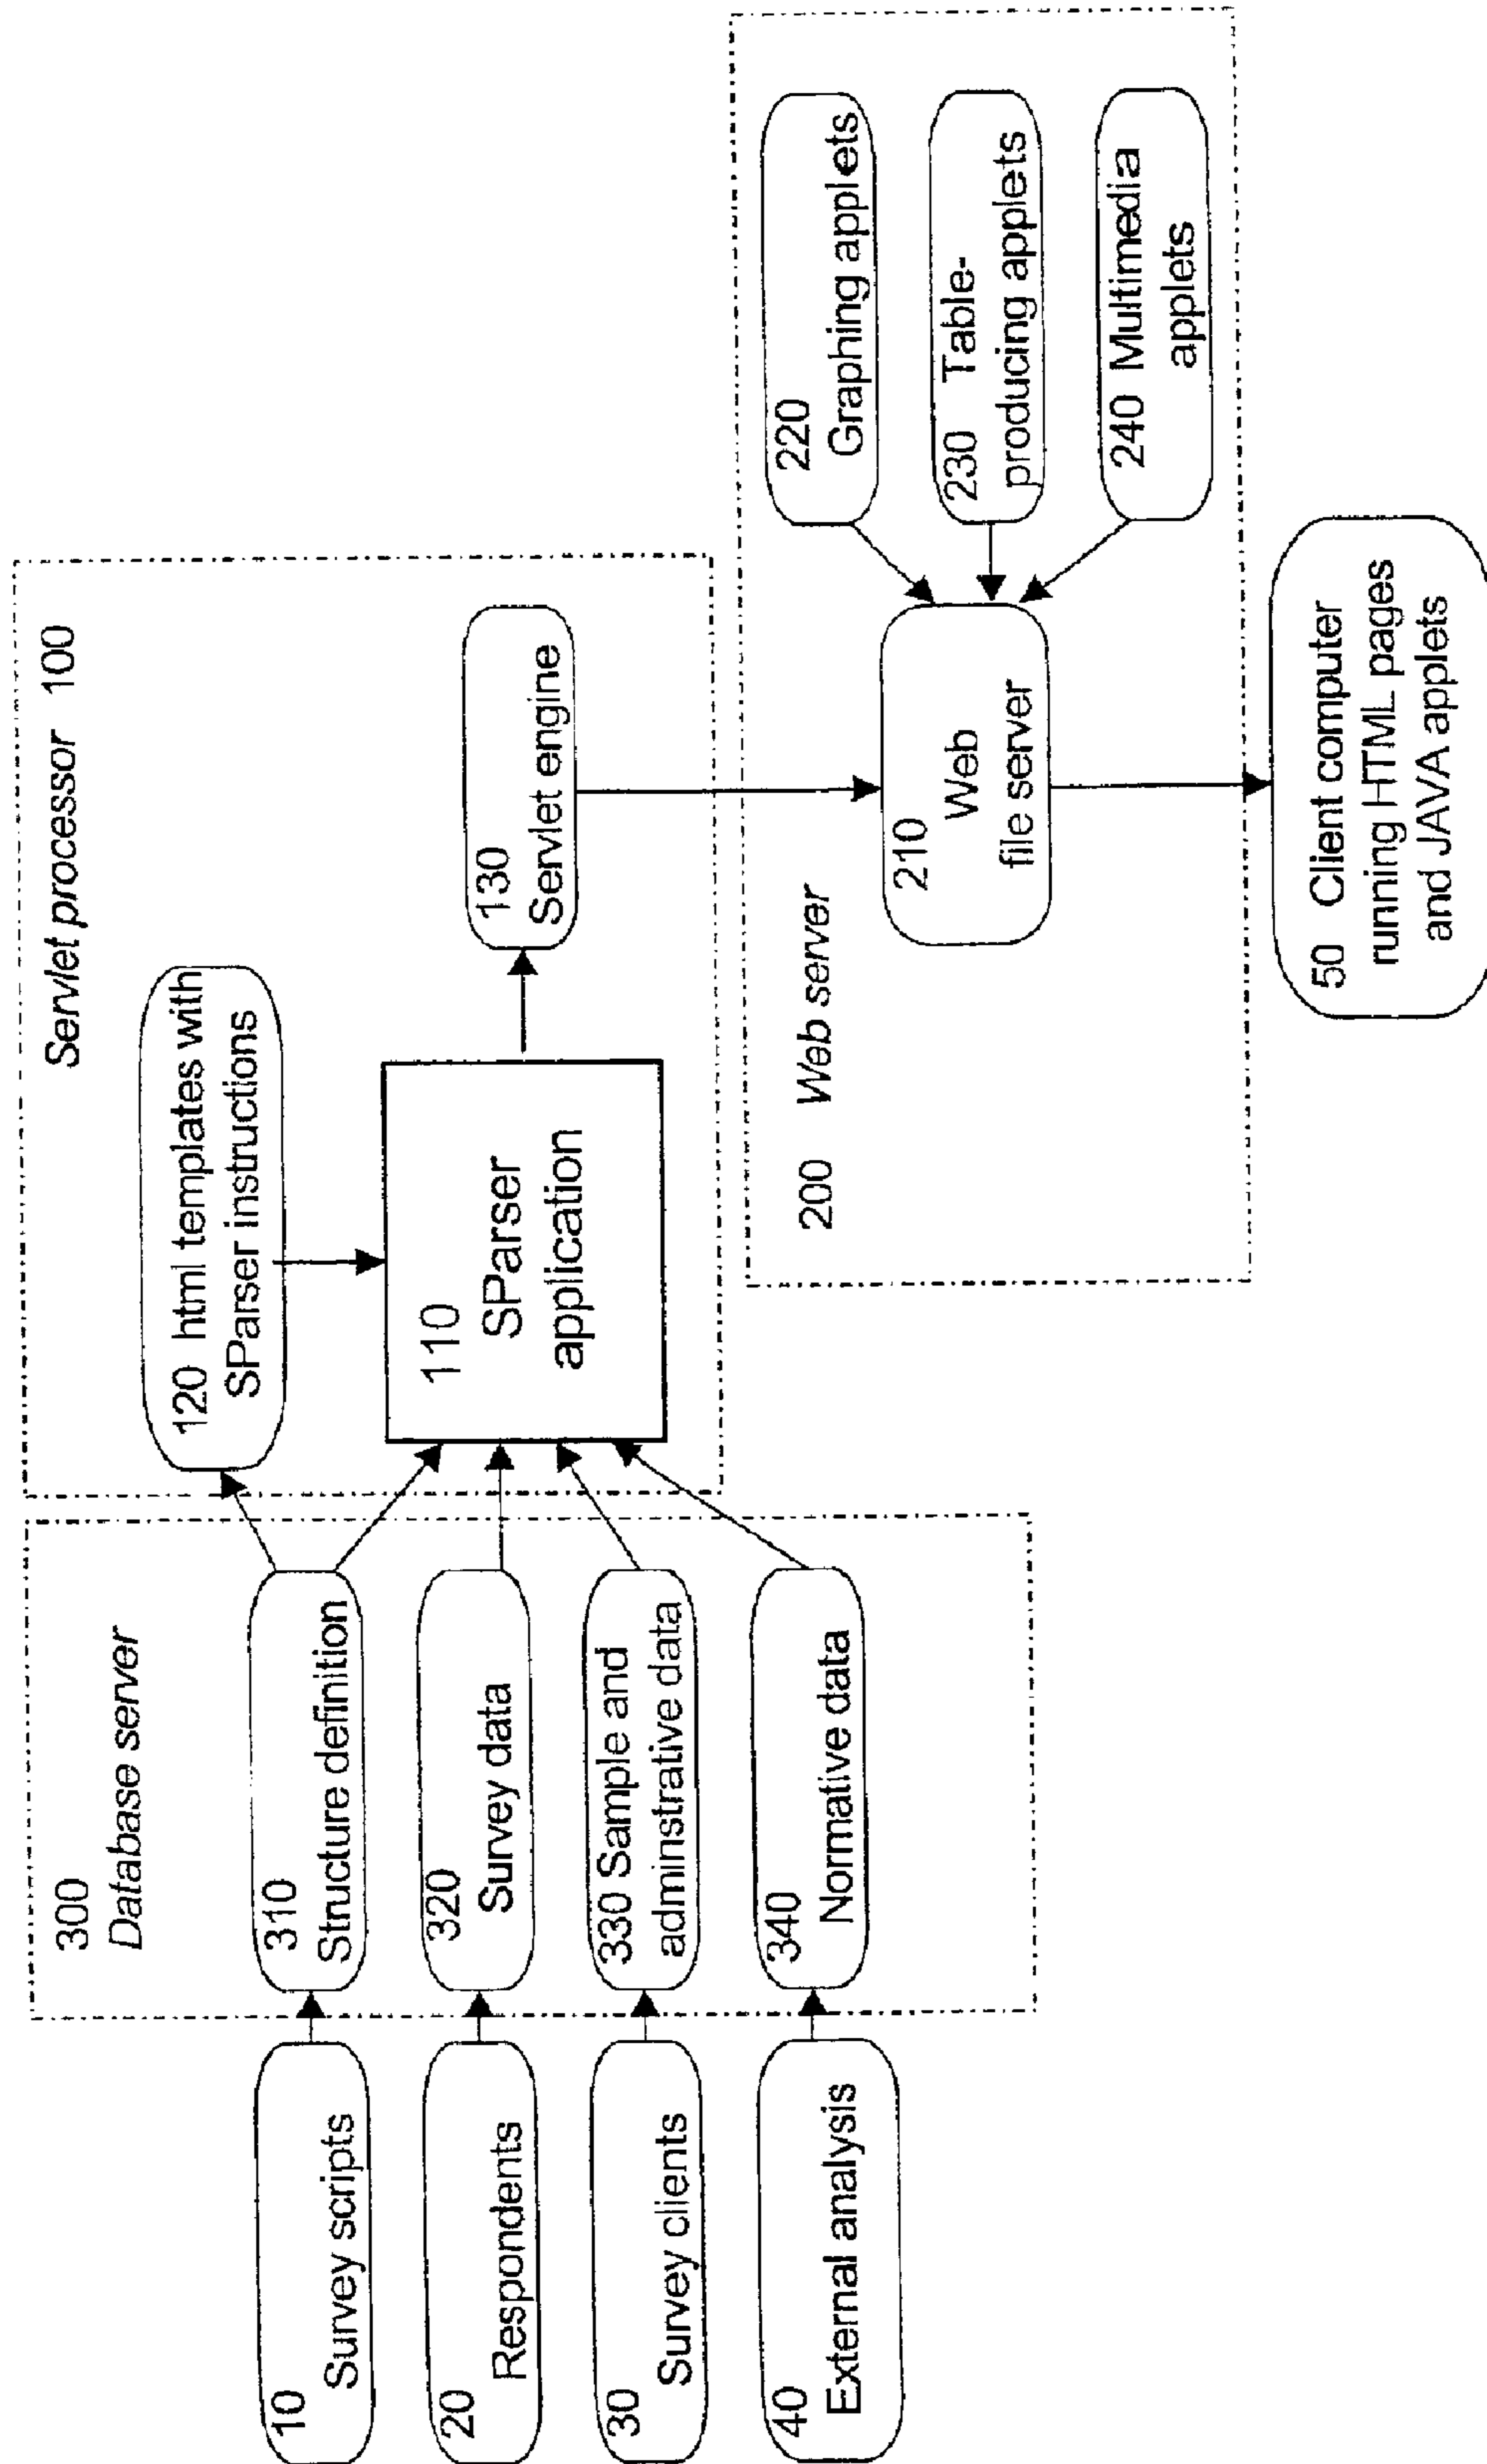 10
Survey scripts
20
Respondents
30
Survey clients
40
External analysis
300
Database server
310
Structure definition
320
Survey data
330 Sample and
adminstrative data
340
Normative data
Servlet processor 100
120 html templates with
SParser instructions
110
SParser
application
130
Servlet engine
200 Web server
210
Web
file server
220
Graphing applets
230 Table-
producing applets
240 Multimedia
applets
50 Client computer
running HTML pages
and JAVA applets